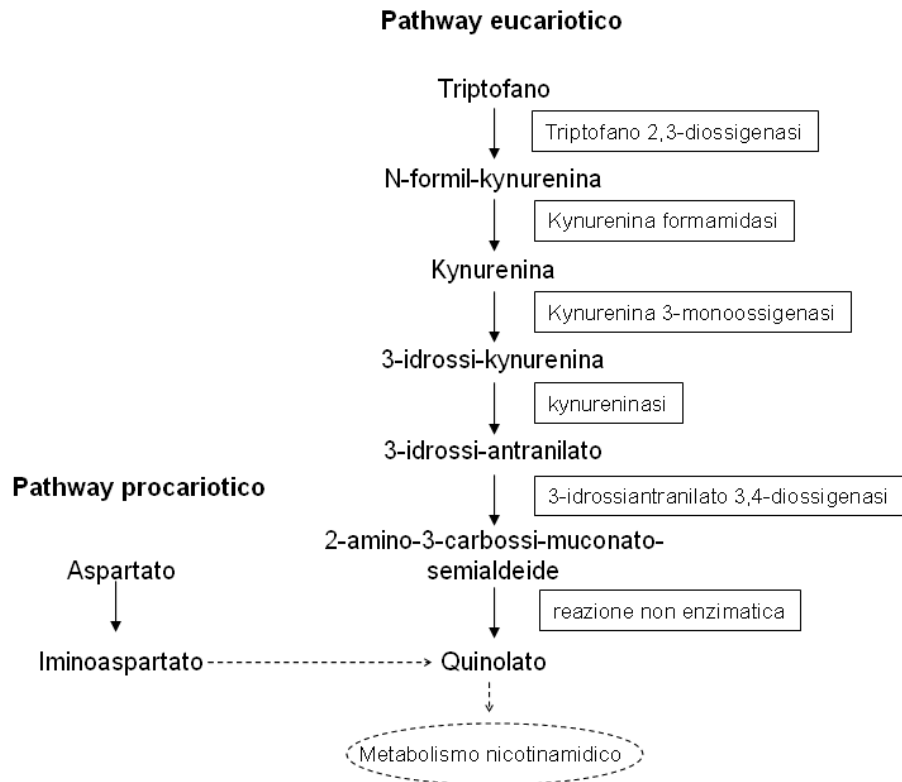 Pathway eucariotico
Triptofano
Triptofano 2,3-diossigenasi
N-formil-kynurenina
Kynurenina formamidasi
Kynurenina
Kynurenina 3-monoossigenasi
3-idrossi-kynurenina
kynureninasi
3-idrossi-antranilato
3-idrossiantranilato 3,4-diossigenasi
2-amino-3-carbossi-muconato-
semialdeide
reazione non enzimatica
Pathway procariotico
Aspartato
Iminoaspartato
Quinolato
Metabolismo nicotinamidico